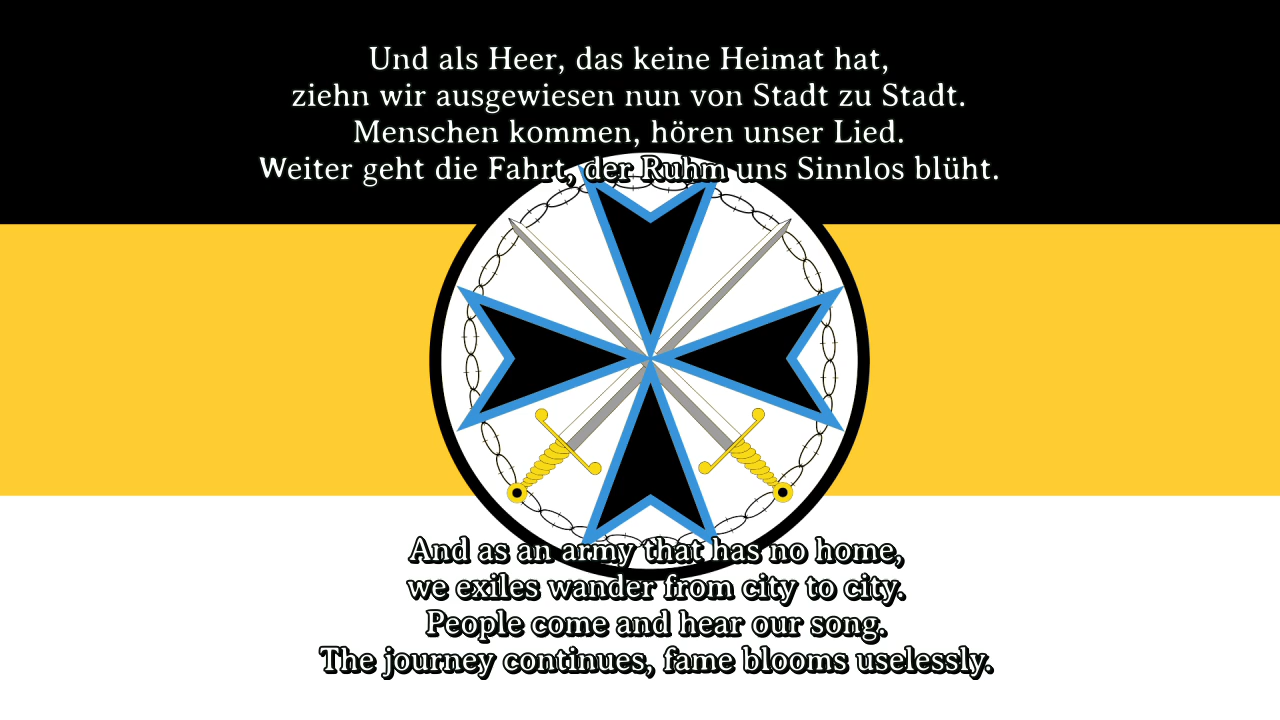 Und als Heer, das keine Heimat hat,
ziehn wir ausgewiesen nun von Stadt zu Stadt.
Menschen kommen, hören unser Lied.
Weiter geht die Fahrt, der Ruhm uns Sinnlos blüht.
And as an army that has no home,
we exiles wander from city to city.
People come and hear our song.
The journey continues, fame blooms uselessly.